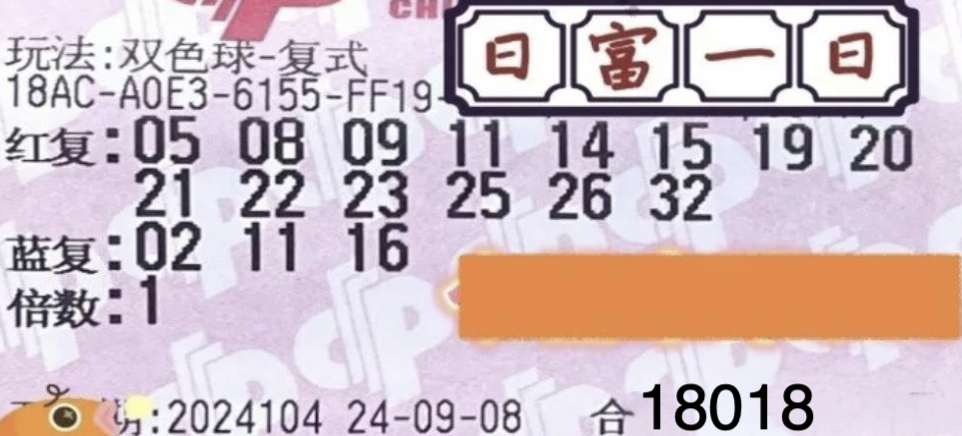 CH
日富一日
玩法:双色球-复式
18AC-A0E3-6155-FF19-
红复:05 08 09 11 14 15 19 20
21 22 23 25 26 32
蓝复:02 11 16
倍数:1
:2024104 24-09-08 合18018